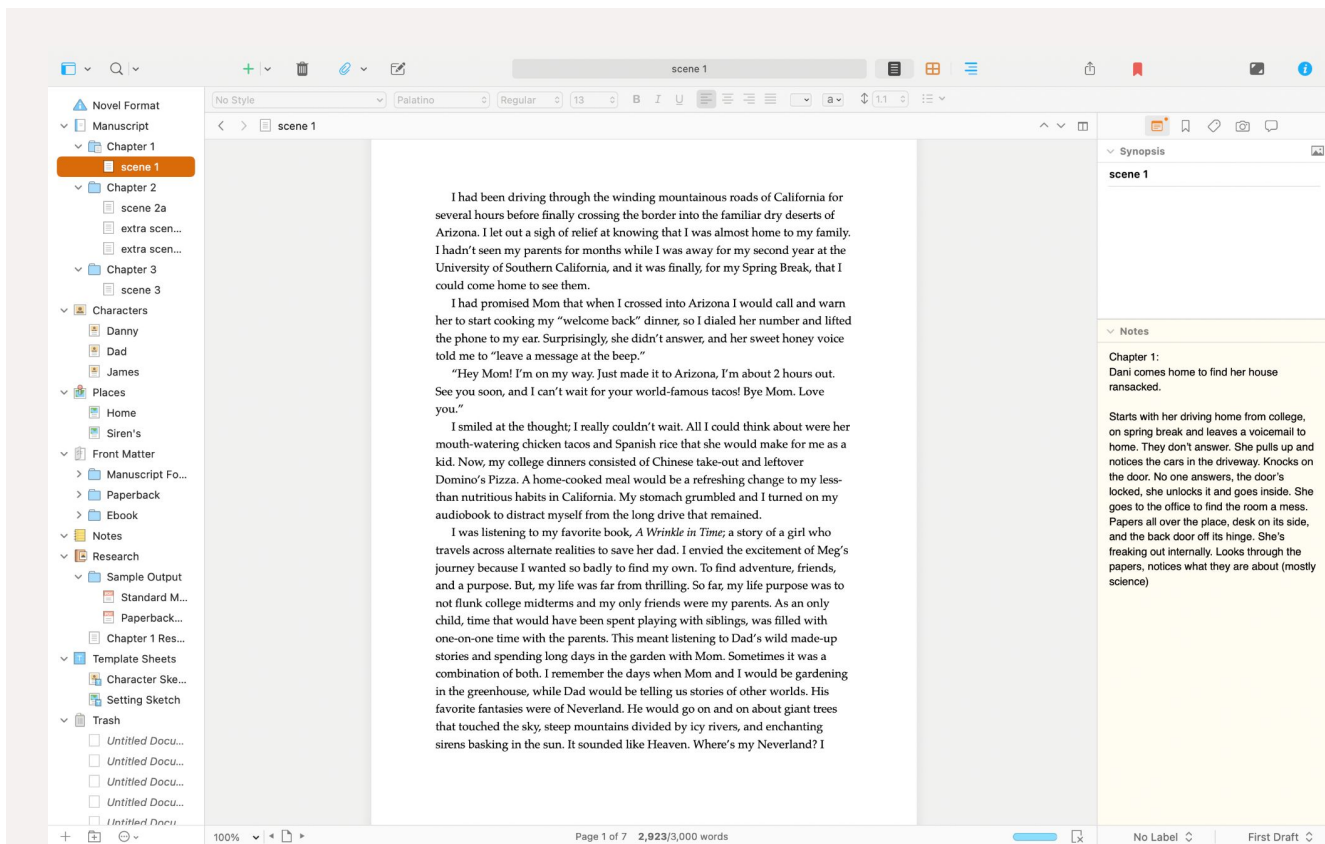 scene 1
No Style
Palatino
Regular
13
B I U
a
1.1
Novel Format
Manuscript
Chapter 1
scene 1
Chapter 2
scene 2a
extra scen...
extra scen...
Chapter 3
scene 3
Characters
Danny
Dad
James
Places
Home
Siren's
Front Matter
Manuscript Fo...
Paperback
Ebook
Notes
Research
Sample Output
Standard M...
Paperback...
Chapter 1 Res...
Template Sheets
Character Ske...
Setting Sketch
Trash
Untitled Docu...
Untitled Docu...
Untitled Docu...
Untitled Docu...
Untitled Docu...
scene 1
I had been driving through the winding mountainous roads of California for
several hours before finally crossing the border into the familiar dry deserts of
Arizona. I let out a sigh of relief at knowing that I was almost home to my family.
I hadn’t seen my parents for months while I was away for my second year at the
University of Southern California, and it was finally, for my Spring Break, that I
could come home to see them.
I had promised Mom that when I crossed into Arizona I would call and warn
her to start cooking my “welcome back” dinner, so I dialed her number and lifted
the phone to my ear. Surprisingly, she didn’t answer, and her sweet honey voice
told me to “leave a message at the beep.”
“Hey Mom! I’m on my way. Just made it to Arizona, I’m about 2 hours out.
See you soon, and I can’t wait for your world-famous tacos! Bye Mom. Love
you.”
I smiled at the thought; I really couldn’t wait. All I could think about were her
mouth-watering chicken tacos and Spanish rice that she would make for me as a
kid. Now, my college dinners consisted of Chinese take-out and leftover
Domino’s Pizza. A home-cooked meal would be a refreshing change to my less-
than nutritious habits in California. My stomach grumbled and I turned on my
audiobook to distract myself from the long drive that remained.
I was listening to my favorite book, A Wrinkle in Time; a story of a girl who
travels across alternate realities to save her dad. I envied the excitement of Meg’s
journey because I wanted so badly to find my own. To find adventure, friends,
and a purpose. But, my life was far from thrilling. So far, my life purpose was to
not flunk college midterms and my only friends were my parents. As an only
child, time that would have been spent playing with siblings, was filled with
one-on-one time with the parents. This meant listening to Dad’s wild made-up
stories and spending long days in the garden with Mom. Sometimes it was a
combination of both. I remember the days when Mom and I would be gardening
in the greenhouse, while Dad would be telling us stories of other worlds. His
favorite fantasies were of Neverland. He would go on and on about giant trees
that touched the sky, steep mountains divided by icy rivers, and enchanting
sirens basking in the sun. It sounded like Heaven. Where’s my Neverland? I
Synopsis
scene 1
Notes
Chapter 1:
Dani comes home to find her house
ransacked.
Starts with her driving home from college,
on spring break and leaves a voicemail to
home. They don't answer. She pulls up and
notices the cars in the driveway. Knocks on
the door. No one answers, the door's
locked, she unlocks it and goes inside. She
goes to the office to find the room a mess.
Papers all over the place, desk on its side,
and the back door off its hinge. She's
freaking out internally. Looks through the
papers, notices what they are about (mostly
science)
100%
Page 1 of 7 2,923/3,000 words
No Label
First Draft